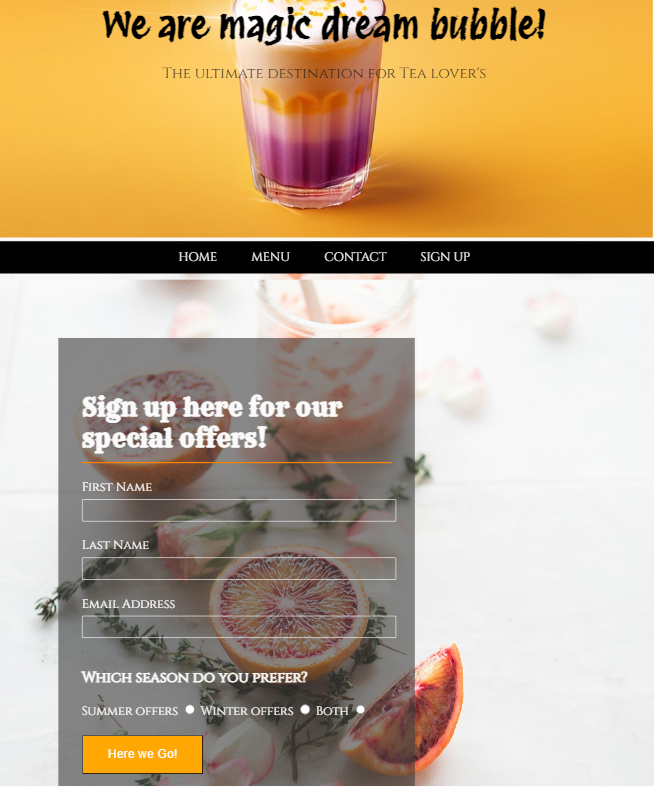 We are magic dream bubble!
The ultimate destination for Tea lover's
HOME MENU CONTACT SIGN UP
Sign up here for our
special offers!
First Name
Last Name
Email Address
Which season do you prefer?
Summer offers Winter offers Both
Here we Go!